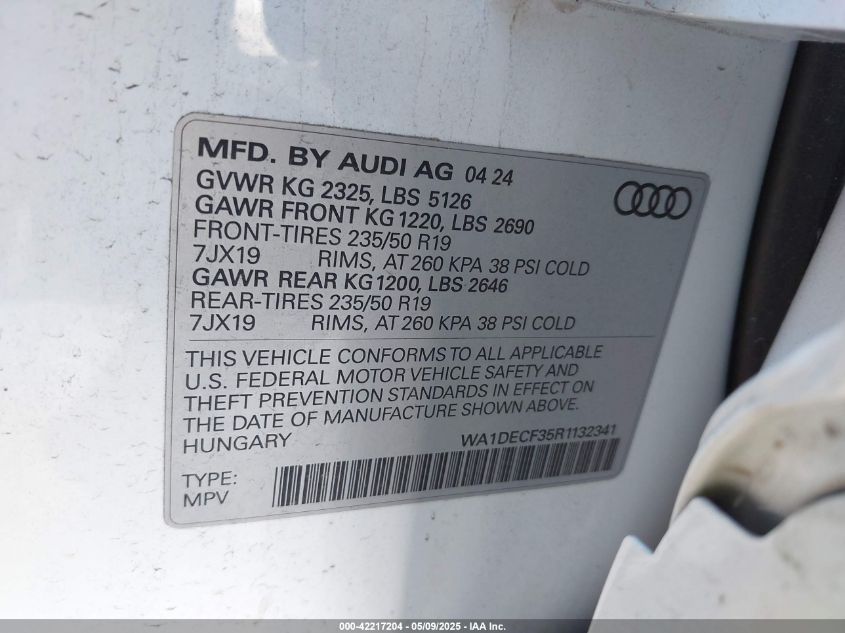 MFD. BY AUDI AG 04 24
GVWR KG 2325, LBS 5126
GAWR FRONT KG 1220, LBS 2690
FRONT-TIRES 235/50 R19
7JX19 RIMS, AT 260 KPA 38 PSI COLD
GAWR REAR KG 1200, LBS 2646
REAR-TIRES 235/50 R19
7JX19 RIMS, AT 260 KPA 38 PSI COLD
THIS VEHICLE CONFORMS TO ALL APPLICABLE
U.S. FEDERAL MOTOR VEHICLE SAFETY AND
THEFT PREVENTION STANDARDS IN EFFECT ON
THE DATE OF MANUFACTURE SHOWN ABOVE.
HUNGARY WA1DECF35R1132341
TYPE:
MPV
000-42217204 - 05/09/2025 - IAA Inc.